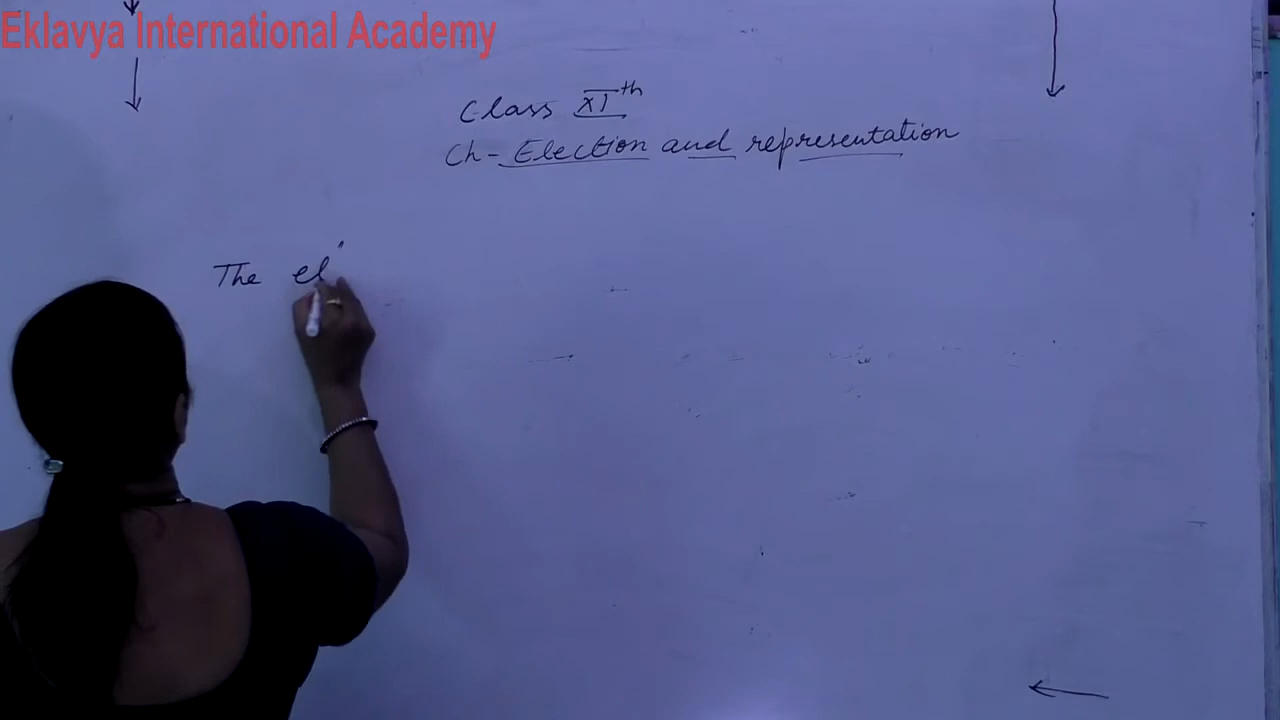 Eklavya International Academy
Class XIth
Ch- Election and representation
The el